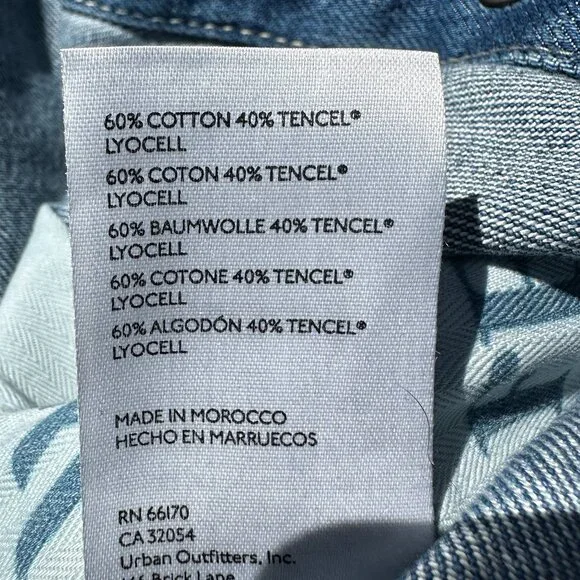 60% COTTON 40% TENCEL®
LYOCELL
60% COTON 40% TENCEL®
LYOCELL
60% BAUMWOLLE 40% TENCEL®
LYOCELL
60% COTONE 40% TENCEL®
LYOCELL
60% ALGODÓN 40% TENCEL®
LYOCELL
MADE IN MOROCCO
HECHO EN MARRUECOS
RN 66170
CA 32054
Urban Outfitters, Inc.
Brick Lane